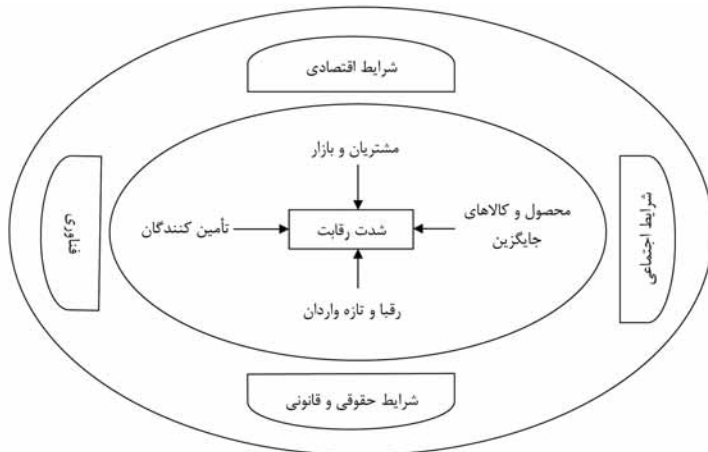 شرایط اقتصادی
مشتریان و بازار
شرایط اجتماعی
محصول و کالاهای
جایگزین
شدت رقابت
تأمین کنندگان
فناوری
رقبا و تازه واردان
شرایط حقوقی و قانونی